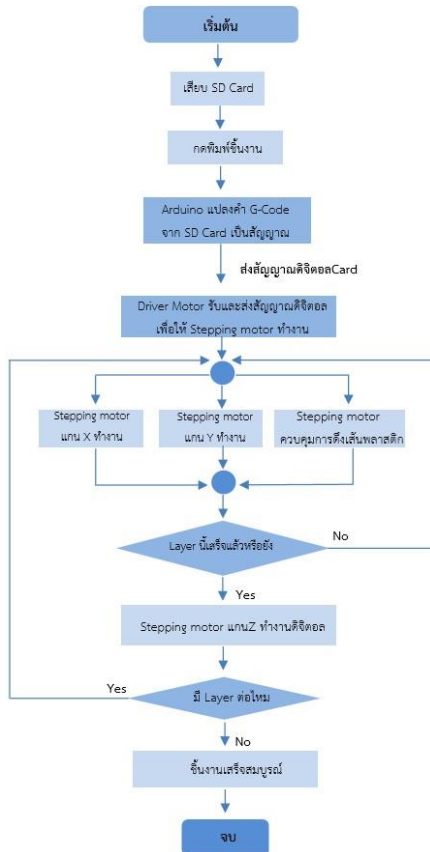 เริ่มต้น
เสียบ SD Card
กดพิมพ์ชิ้นงาน
Arduino แปลงคำ G-Code
จาก SD Card เป็นสัญญาณ
ส่งสัญญาณดิจิตอลCard
Driver Motor รับและส่งสัญญาณดิจิตอล
เพื่อให้ Stepping motor ทำงาน
Stepping motor
แกน X ทำงาน
Stepping motor
แกน Y ทำงาน
Stepping motor
ควบคุมการดึงเส้นพลาสติก
Layer นี้เสร็จแล้วหรือยัง
No
Yes
Stepping motor แกนZ ทำงานดิจิตอล
Yes
มี Layer ต่อไหม
No
ชิ้นงานเสร็จสมบูรณ์
จบ